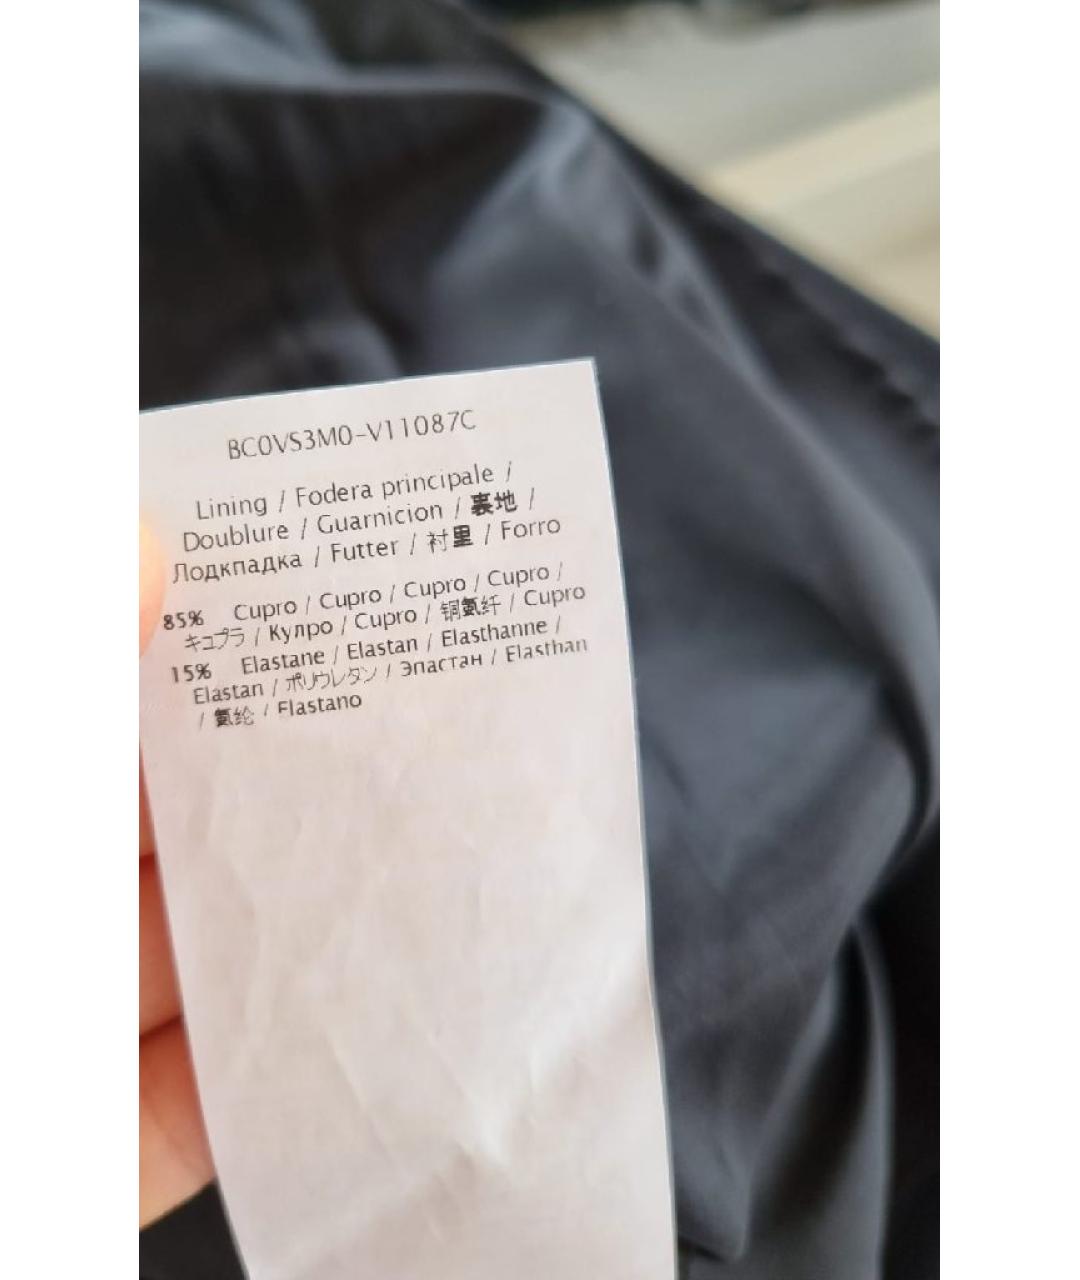 BC0VS3M0-V11087C
Lining / Fodera principale /
Doublure / Guarnicion / 裏地 /
Лодкпадка / Futter / 衬里 / Forro
85% Cupro / Cupro / Cupro / Cupro /
キュプラ / Купро / Cupro / 铜氨纤 / Cupro
15% Elastane / Elastan / Elasthanne /
Elastan / ポリウレタン / Эпастан / Elasthan
/ 氨纶 / Elastano